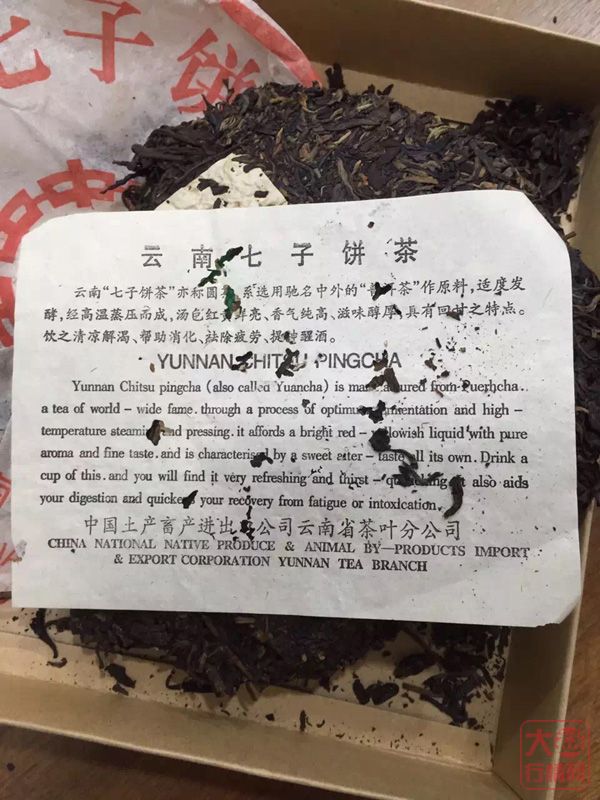 七子饼
云南七子饼茶
云南“七子饼茶”亦称圆茶，系选用驰名中外的“普洱茶”作原料，适度发
酵，经高温蒸压而成，汤色红黄鲜亮、香气纯高、滋味醇厚，具有回甘之特点。
饮之清凉解渴、帮助消化、祛除疲劳、提神醒酒。
YUNNAN CHITSU PINGCHA
Yunnan Chitsu pingcha (also called Yuancha) is manufactured from Puerhcha.
a tea of world-wide fame. through a process of optimum fermentation and high-
temperature steaming and pressing. it affords a bright red-yellowish liquid with pure
aroma and fine taste. and is characterised by a sweet after-taste all its own. Drink a
cup of this. and you will find it very refreshing and thirst-quenching. it also aids
your digestion and quickens your recovery from fatigue or intoxication.
中国土产畜产进出口公司云南省茶叶分公司
CHINA NATIONAL NATIVE PRODUCE & ANIMAL BY—PRODUCTS IMPORT
& EXPORT CORPORATION YUNNAN TEA BRANCH